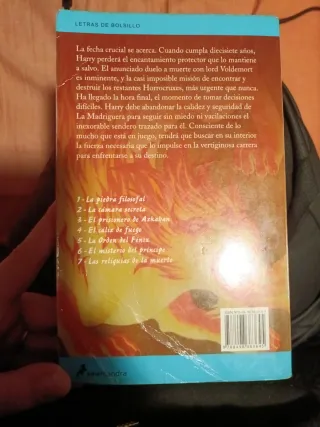 LETRAS DE BOLSILLO
La fecha crucial se acerca. Cuando cumpla diecisiete años,
Harry perderá el encantamiento protector que lo mantiene
a salvo. El anunciado duelo a muerte con lord Voldemort
es inminente, y la casi imposible misión de encontrar y
destruir los restantes Horrocruxes, más urgente que nunca.
Ha llegado la hora final, el momento de tomar decisiones
difíciles. Harry debe abandonar la calidez y seguridad de
La Madriguera para seguir sin miedo ni vacilaciones el
inexorable sendero trazado para él. Consciente de lo
mucho que está en juego, tendrá que buscar en su interior
la fuerza necesaria que lo impulse en la vertiginosa carrera
para enfrentarse a su destino.
1 - La piedra filosofal
2 - La cámara secreta
3 - El prisionero de Azkaban
4 - El cáliz de fuego
5 - La Orden del Fénix
6 - El misterio del príncipe
7 - Las reliquias de la muerte
salamandra